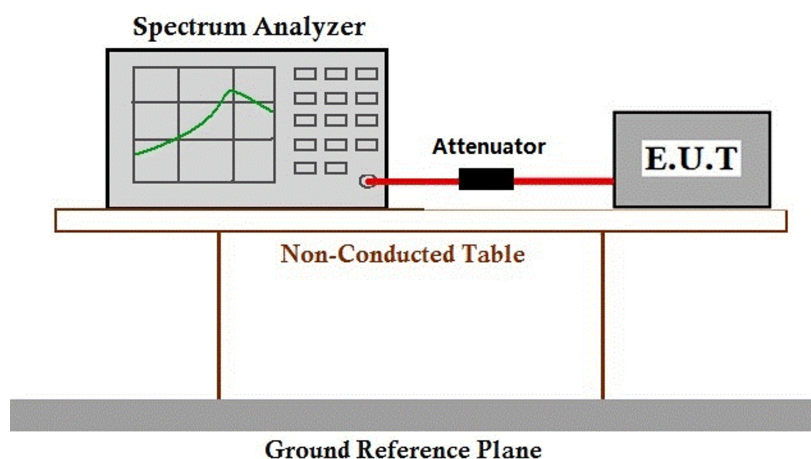 Spectrum Analyzer
Attenuator
E.U.T
Non-Conducted Table
Ground Reference Plane